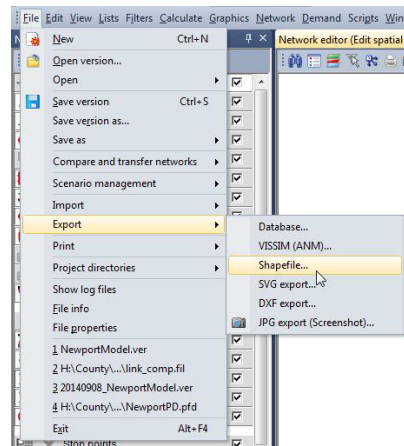 File Edit View Lists Filters Calculate Graphics Network Demand Scripts
New Ctrl+N
Network editor (Edit spatial
Open version...
Open
Save version Ctrl+S
Save version as...
Save as
Compare and transfer networks
Scenario management
Import
Export
Database...
Print
VISSIM (ANM)...
Project directories
Shapefile...
Show log files
SVG export...
File info
DXF export...
File properties
JPG export (Screenshot)...
1 NewportModel.ver
2 H:\County\...\link_comp.fil
3 20140908_NewportModel.ver
4 H:\County\...\NewportPD.pfd
Exit Alt+F4
Stop points